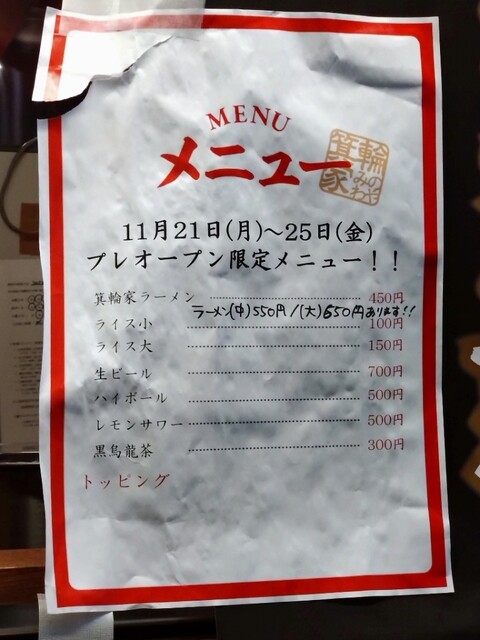 MENU
メニュー
箕輪家
みのわや
11月21日(月)〜25日(金)
プレオープン限定メニュー！！
箕輪家ラーメン 450円
ラーメン(中)550円/(大)650円あります!!
ライス小 100円
ライス大 150円
生ビール 700円
ハイボール 500円
レモンサワー 500円
黒烏龍茶 300円
トッピング